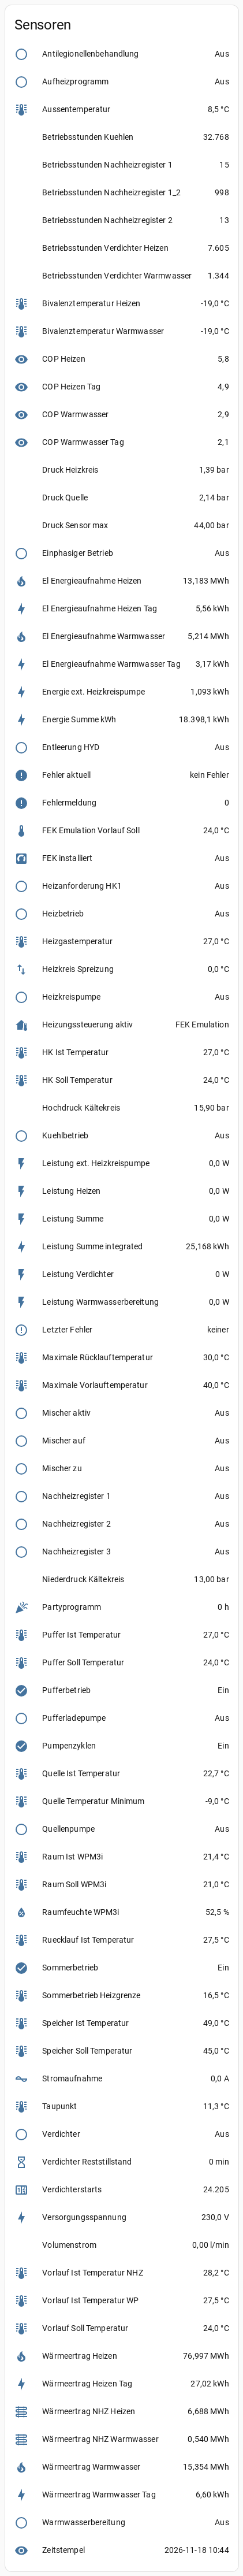 Sensoren
Antilegionellenbehandlung Aus
Aufheizprogramm Aus
Aussentemperatur 8,5 °C
Betriebsstunden Kuehlen 32.768
Betriebsstunden Nachheizregister 1 15
Betriebsstunden Nachheizregister 1_2 998
Betriebsstunden Nachheizregister 2 13
Betriebsstunden Verdichter Heizen 7.605
Betriebsstunden Verdichter Warmwasser 1.344
Bivalenztemperatur Heizen -19,0 °C
Bivalenztemperatur Warmwasser -19,0 °C
COP Heizen 5,8
COP Heizen Tag 4,9
COP Warmwasser 2,9
COP Warmwasser Tag 2,1
Druck Heizkreis 1,39 bar
Druck Quelle 2,14 bar
Druck Sensor max 44,00 bar
Einphasiger Betrieb Aus
El Energieaufnahme Heizen 13,183 MWh
El Energieaufnahme Heizen Tag 5,56 kWh
El Energieaufnahme Warmwasser 5,214 MWh
El Energieaufnahme Warmwasser Tag 3,17 kWh
Energie ext. Heizkreispumpe 1,093 kWh
Energie Summe kWh 18.398,1 kWh
Entleerung HYD Aus
Fehler aktuell kein Fehler
Fehlermeldung 0
FEK Emulation Vorlauf Soll 24,0 °C
FEK installiert Aus
Heizanforderung HK1 Aus
Heizbetrieb Aus
Heizgastemperatur 27,0 °C
Heizkreis Spreizung 0,0 °C
Heizkreispumpe Aus
Heizungssteuerung aktiv FEK Emulation
HK Ist Temperatur 27,0 °C
HK Soll Temperatur 24,0 °C
Hochdruck Kältekreis 15,90 bar
Kuehlbetrieb Aus
Leistung ext. Heizkreispumpe 0,0 W
Leistung Heizen 0,0 W
Leistung Summe 0,0 W
Leistung Summe integrated 25,168 kWh
Leistung Verdichter 0 W
Leistung Warmwasserbereitung 0,0 W
Letzter Fehler keiner
Maximale Rücklauftemperatur 30,0 °C
Maximale Vorlauftemperatur 40,0 °C
Mischer aktiv Aus
Mischer auf Aus
Mischer zu Aus
Nachheizregister 1 Aus
Nachheizregister 2 Aus
Nachheizregister 3 Aus
Niederdruck Kältekreis 13,00 bar
Partyprogramm 0 h
Puffer Ist Temperatur 27,0 °C
Puffer Soll Temperatur 24,0 °C
Pufferbetrieb Ein
Pufferladepumpe Aus
Pumpenzyklen Ein
Quelle Ist Temperatur 22,7 °C
Quelle Temperatur Minimum -9,0 °C
Quellenpumpe Aus
Raum Ist WPM3i 21,4 °C
Raum Soll WPM3i 21,0 °C
Raumfeuchte WPM3i 52,5 %
Ruecklauf Ist Temperatur 27,5 °C
Sommerbetrieb Ein
Sommerbetrieb Heizgrenze 16,5 °C
Speicher Ist Temperatur 49,0 °C
Speicher Soll Temperatur 45,0 °C
Stromaufnahme 0,0 A
Taupunkt 11,3 °C
Verdichter Aus
Verdichter Reststillstand 0 min
Verdichterstarts 24.205
Versorgungsspannung 230,0 V
Volumenstrom 0,00 l/min
Vorlauf Ist Temperatur NHZ 28,2 °C
Vorlauf Ist Temperatur WP 27,5 °C
Vorlauf Soll Temperatur 24,0 °C
Wärmeertrag Heizen 76,997 MWh
Wärmeertrag Heizen Tag 27,02 kWh
Wärmeertrag NHZ Heizen 6,688 MWh
Wärmeertrag NHZ Warmwasser 0,540 MWh
Wärmeertrag Warmwasser 15,354 MWh
Wärmeertrag Warmwasser Tag 6,60 kWh
Warmwasserbereitung Aus
Zeitstempel 2026-11-18 10:44